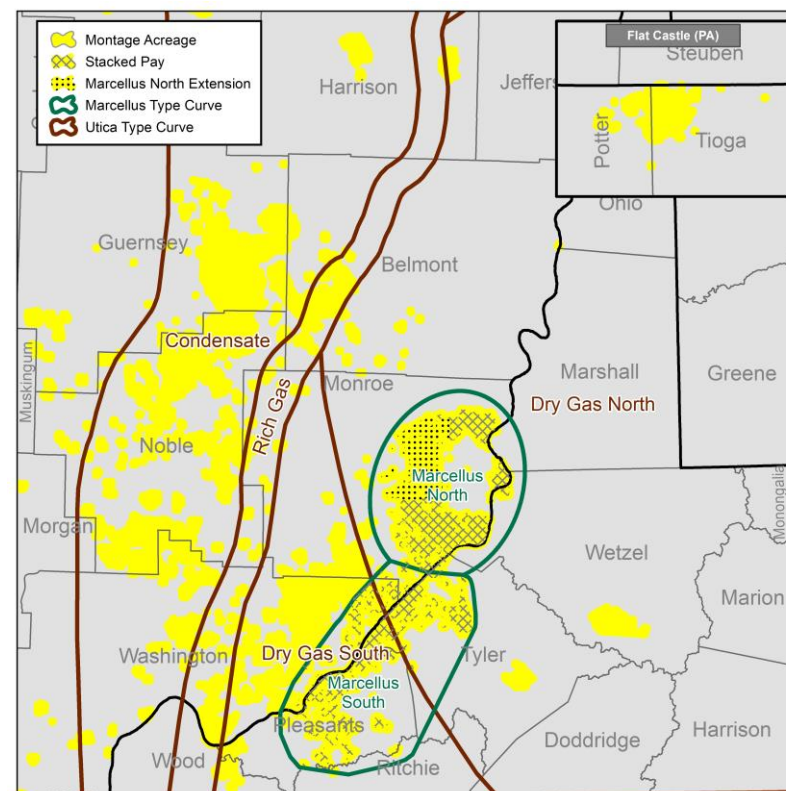 Montage Acreage
Stacked Pay
Marcellus North Extension
Marcellus Type Curve
Utica Type Curve
Flat Castle (PA)
Steuben
Potter
Tioga
Harrison
Ohio
Guernsey
Belmont
Condensate
Muskingum
Rich Gas
Monroe
Marshall
Greene
Dry Gas North
Noble
Marcellus
North
Morgan
Monongalia
Wetzel
Marion
Washington
Dry Gas South
Tyler
Marcellus
South
Pleasants
Wood
Ritchie
Doddridge
Harrison